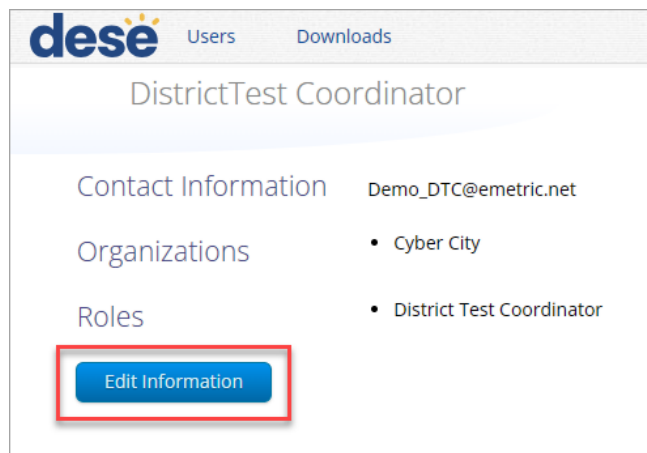 dese Users Downloads
DistrictTest Coordinator
Contact Information Demo_DTC@emetric.net
Organizations • Cyber City
Roles • District Test Coordinator
Edit Information